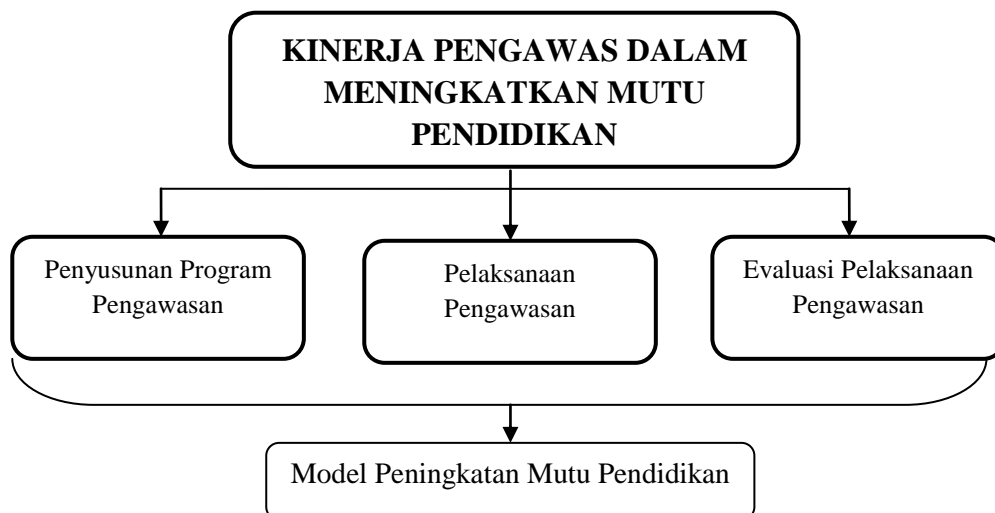 KINERJA PENGAWAS DALAM
MENINGKATKAN MUTU
PENDIDIKAN
Penyusunan Program
Pengawasan
Pelaksanaan
Pengawasan
Evaluasi Pelaksanaan
Pengawasan
Model Peningkatan Mutu Pendidikan